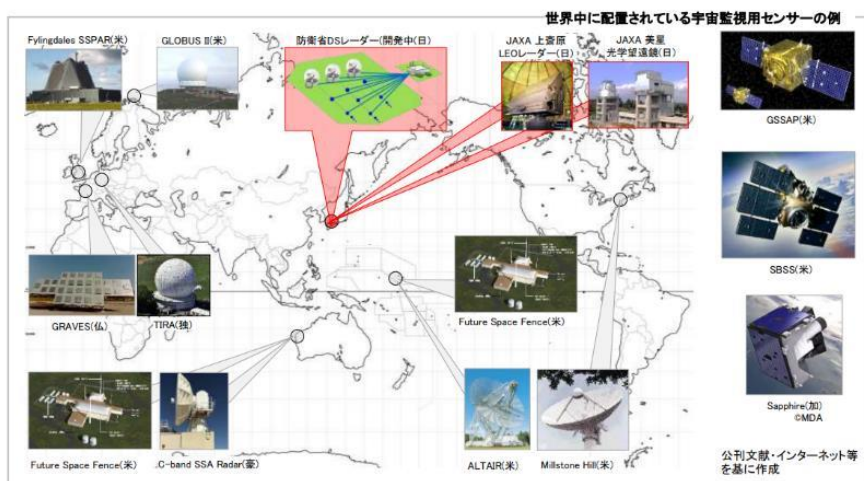 世界中に配置されている宇宙監視用センサーの例
Fylingdales SSPAR(米)
GLOBUS Ⅱ(米)
防衛省DSレーダー(開発中(日)
JAXA 上斎原
LEOレーダー(日)
JAXA 美星
光学望遠鏡(日)
GSSAP(米)
SBSS(米)
GRAVES(仏)
TIRA(独)
Future Space Fence(米)
Sapphire(加)
©MDA
Future Space Fence(米)
C-band SSA Radar(豪)
ALTAIR(米)
Millstone Hill(米)
公刊文献・インターネット等
を基に作成